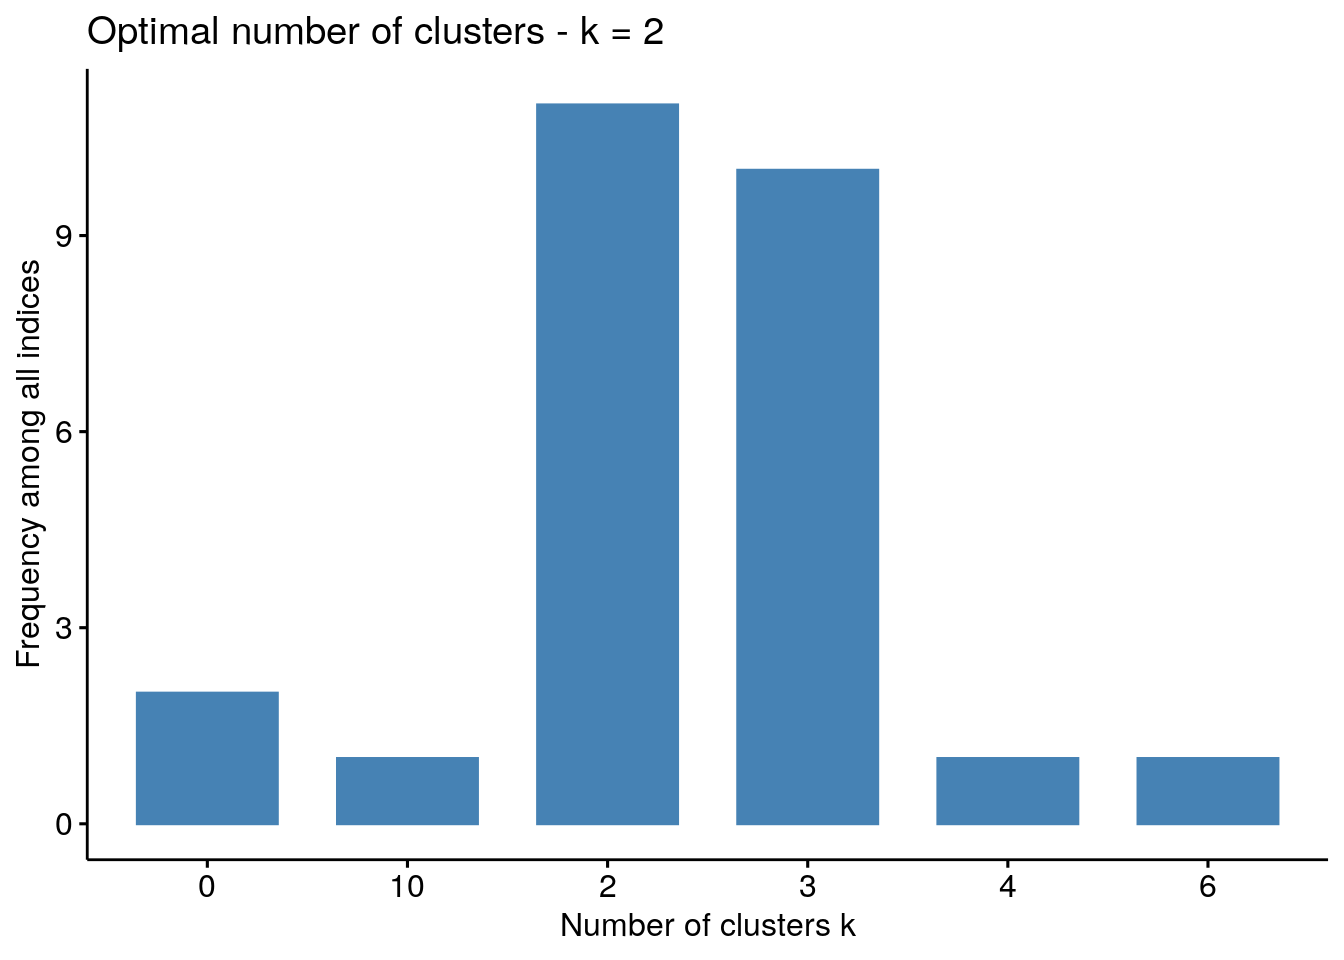 Optimal number of clusters - k = 2
Frequency among all indices
9
6
3
0
0 10 2 3 4 6
Number of clusters k